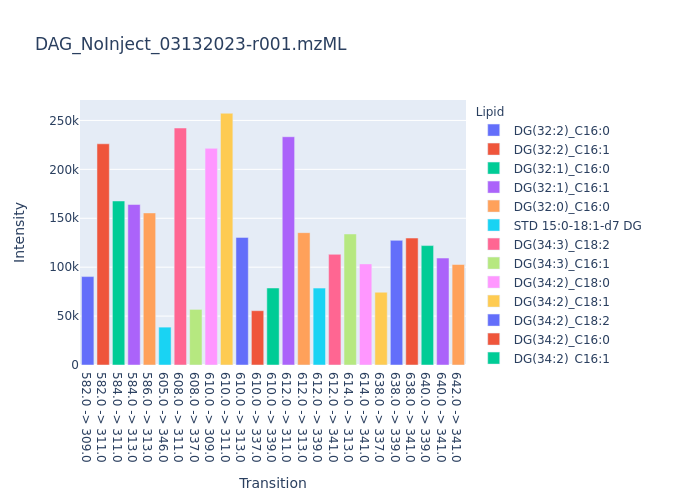 DAG_NoInject_03132023-r001.mzML
Intensity
250k
200k
150k
100k
50k
0
582.0 -> 309.0
582.0 -> 311.0
584.0 -> 311.0
584.0 -> 313.0
586.0 -> 313.0
605.0 -> 346.0
608.0 -> 311.0
608.0 -> 337.0
610.0 -> 309.0
610.0 -> 311.0
610.0 -> 313.0
610.0 -> 337.0
610.0 -> 339.0
612.0 -> 311.0
612.0 -> 313.0
612.0 -> 339.0
612.0 -> 341.0
614.0 -> 313.0
614.0 -> 341.0
638.0 -> 337.0
638.0 -> 339.0
638.0 -> 341.0
640.0 -> 339.0
640.0 -> 341.0
642.0 -> 341.0
Transition
Lipid
DG(32:2)_C16:0
DG(32:2)_C16:1
DG(32:1)_C16:0
DG(32:1)_C16:1
DG(32:0)_C16:0
STD 15:0-18:1-d7 DG
DG(34:3)_C18:2
DG(34:3)_C16:1
DG(34:2)_C18:0
DG(34:2)_C18:1
DG(34:2)_C18:2
DG(34:2)_C16:0
DG(34:2)_C16:1